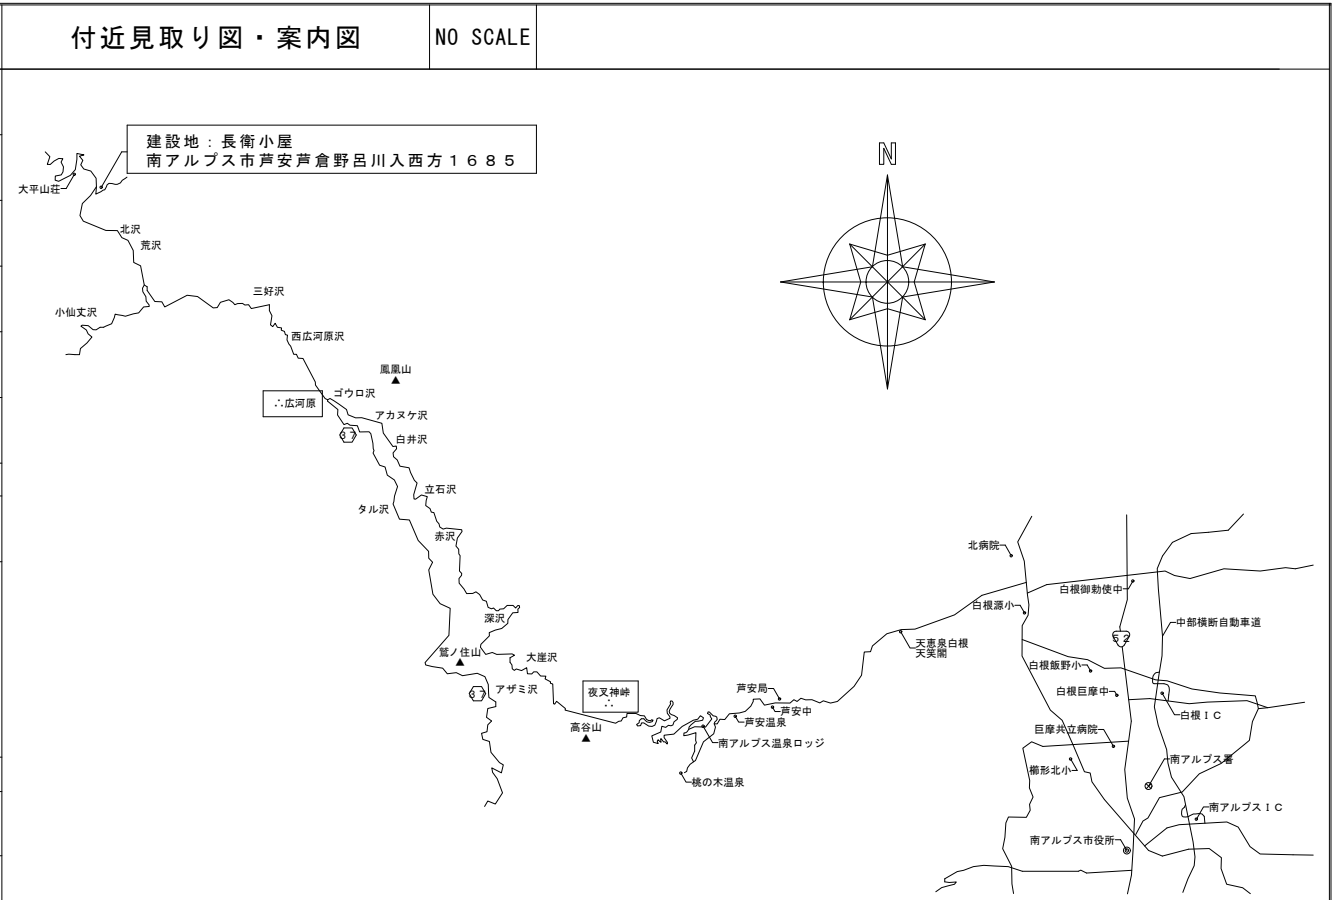 付近見取り図・案内図
NO SCALE
建設地:長衛小屋
南アルプス市芦安芦倉野呂川入西方1685
N
大平山荘
北沢
荒沢
三好沢
小仙丈沢
西広河原沢
鳳凰山
ゴウロ沢
∴広河原
アカヌケ沢
37
白井沢
立石沢
タル沢
赤沢
北病院
白根御勅使中
白根源小
深沢
中部横断自動車道
52
天恵泉白根
天笑閣
鷲ノ住山
大崖沢
白根飯野小
37
アザミ沢
夜叉神峠
芦安局
白根巨摩中
芦安中
白根IC
芦安温泉
高谷山
巨摩共立病院
南アルプス温泉ロッジ
南アルプス署
櫛形北小
桃の木温泉
南アルプスIC
南アルプス市役所